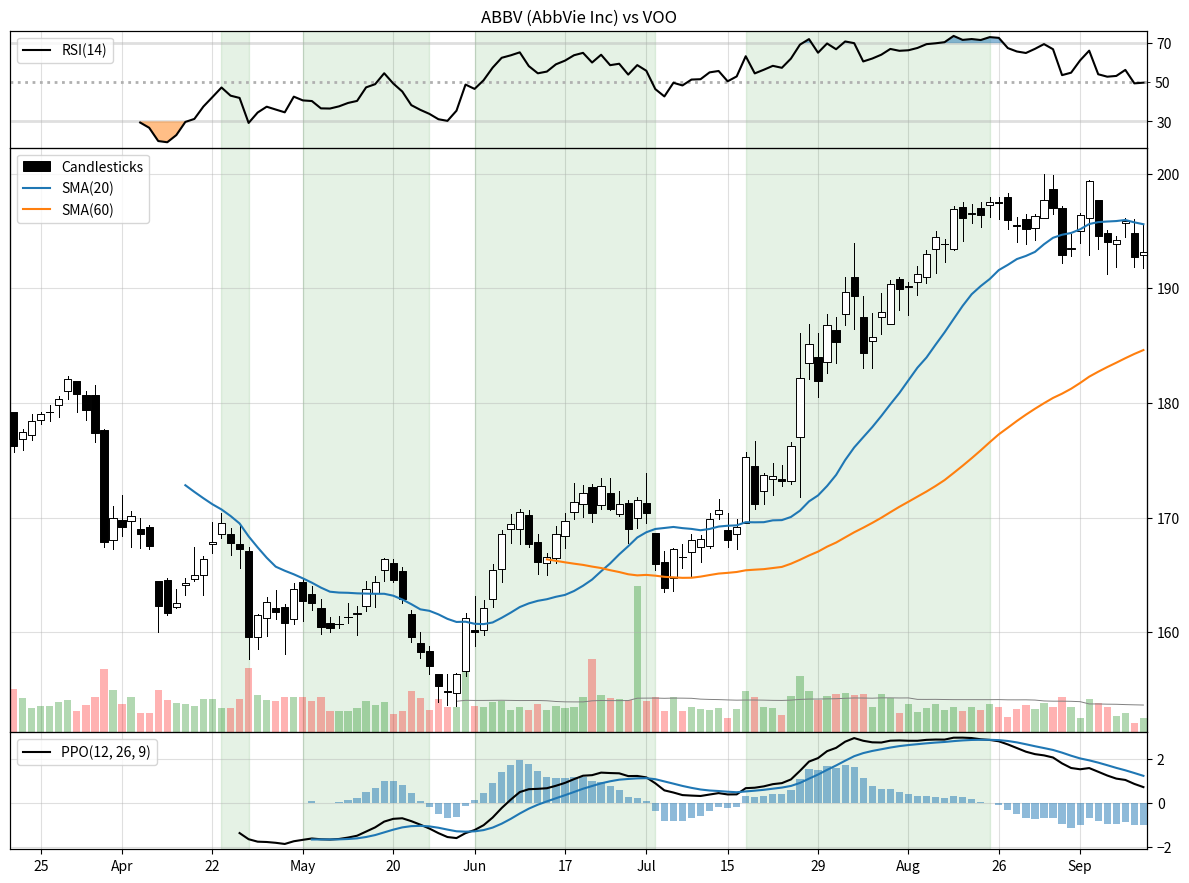 ABBV (AbbVie Inc) vs VOO
RSI(14)
70
50
30
Candlesticks
SMA(20)
SMA(60)
200
190
180
170
160
PPO(12, 26, 9)
2
0
−2
25 Apr 22 May 20 Jun 17 Jul 15 29 Aug 26 Sep